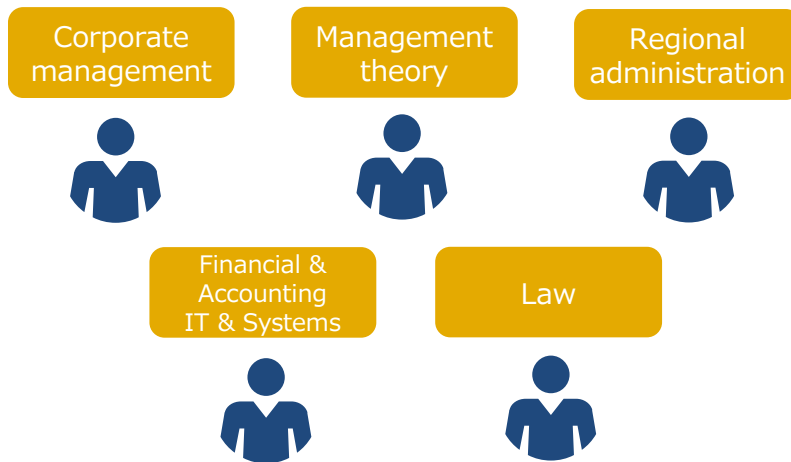 Corporate
management
Management
theory
Regional
administration
Financial &
Accounting
IT & Systems
Law